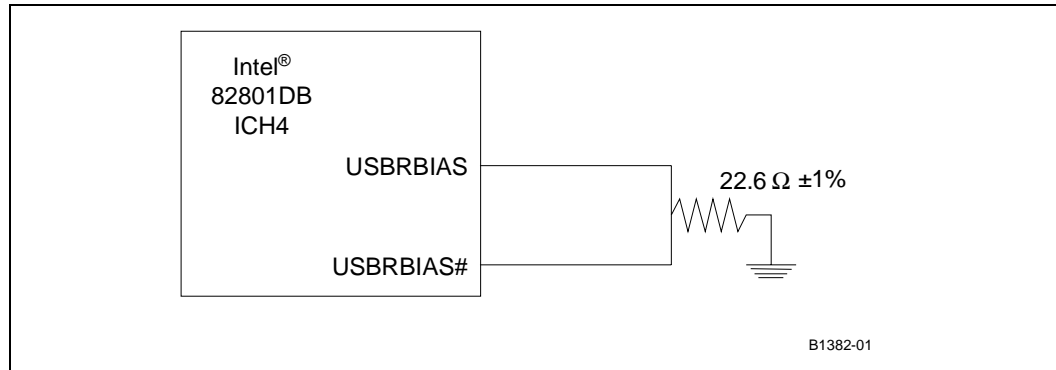 Intel®
82801DB
ICH4
USBRBIAS
22.6 Ω ±1%
USBRBIAS#
B1382-01